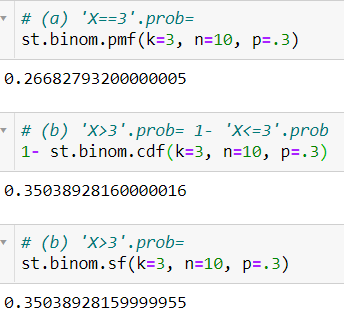 # (a) 'X==3'.prob=
st.binom.pmf(k=3, n=10, p=.3)
0.26682793200000005
# (b) 'X>3'.prob= 1- 'X<=3'.prob
1- st.binom.cdf(k=3, n=10, p=.3)
0.35038928160000016
# (b) 'X>3'.prob=
st.binom.sf(k=3, n=10, p=.3)
0.35038928159999955